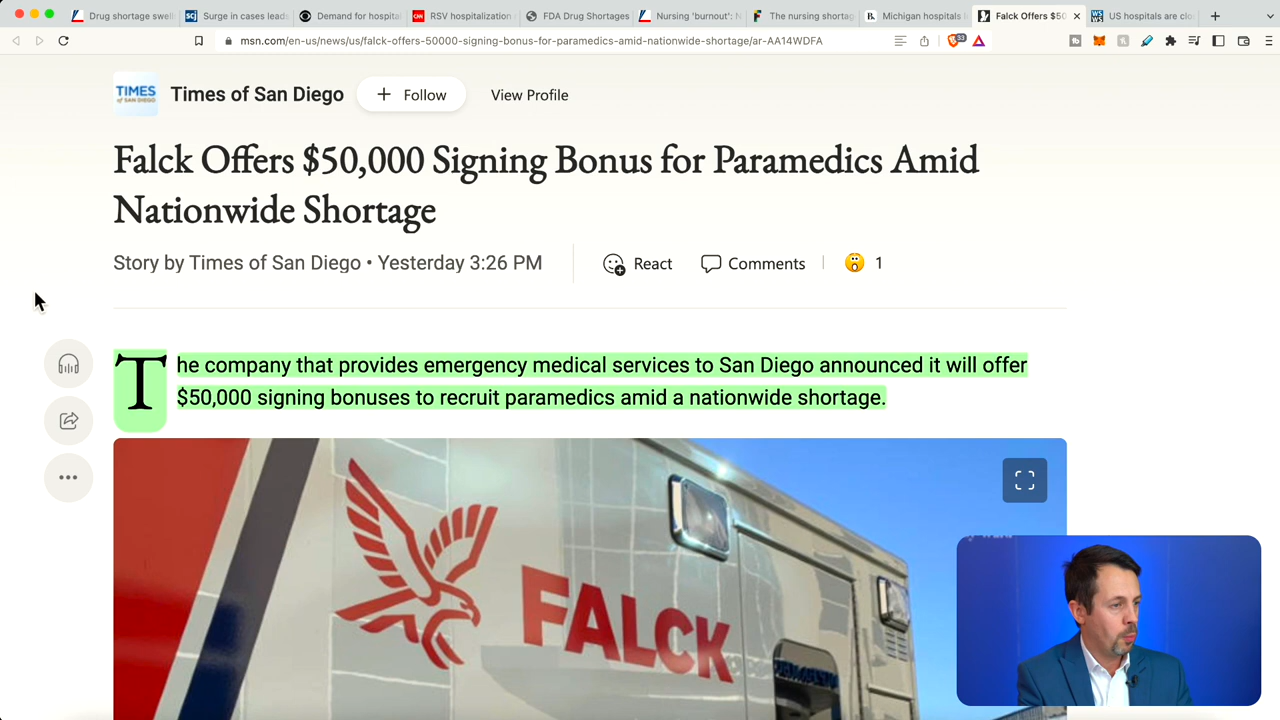 Drug shortage swell
Surge in cases leads
Demand for hospital
RSV hospitalization
FDA Drug Shortages
Nursing 'burnout': N
The nursing shortag
Michigan hospitals i
Falck Offers $50
US hospitals are clo
msn.com/en-us/news/us/falck-offers-50000-signing-bonus-for-paramedics-amid-nationwide-shortage/ar-AA14WDFA
33
TIMES
of SAN DIEGO
Times of San Diego
+ Follow
View Profile
Falck Offers $50,000 Signing Bonus for Paramedics Amid
Nationwide Shortage
Story by Times of San Diego • Yesterday 3:26 PM
React
Comments
1
The company that provides emergency medical services to San Diego announced it will offer
$50,000 signing bonuses to recruit paramedics amid a nationwide shortage.
FALCK